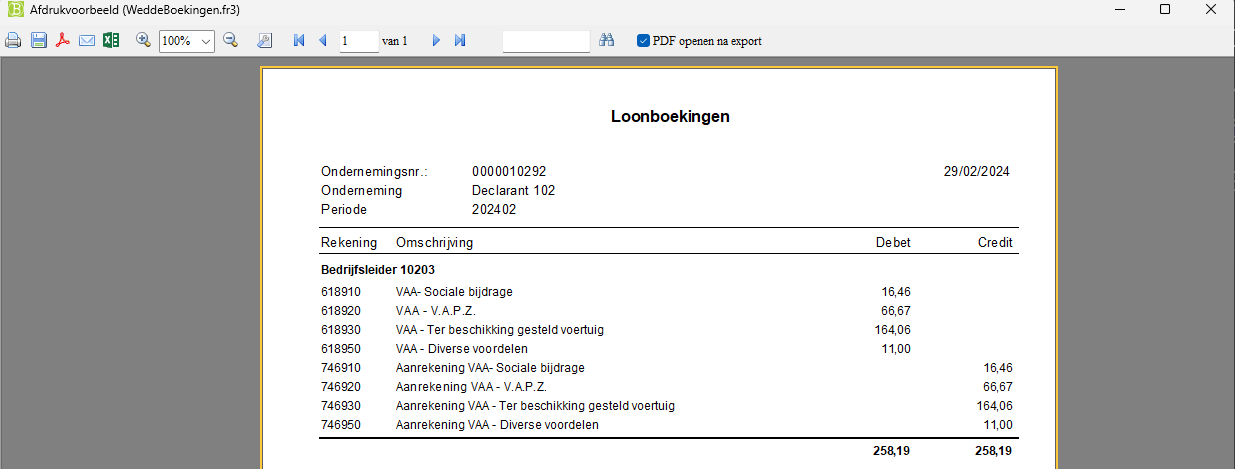 Afdrukvoorbeeld (WeddeBoekingen.fr3)
100% 1 van 1 PDF openen na export
Loonboekingen
Ondernemingsnr.: 0000010292 29/02/2024
Onderneming Declarant 102
Periode 202402
Rekening Omschrijving Debet Credit
Bedrijfsleider 10203
618910 VAA- Sociale bijdrage 16,46
618920 VAA - V.A.P.Z. 66,67
618930 VAA - Ter beschikking gesteld voertuig 164,06
618950 VAA - Diverse voordelen 11,00
746910 Aanrekening VAA- Sociale bijdrage 16,46
746920 Aanrekening VAA - V.A.P.Z. 66,67
746930 Aanrekening VAA - Ter beschikking gesteld voertuig 164,06
746950 Aanrekening VAA - Diverse voordelen 11,00
258,19 258,19